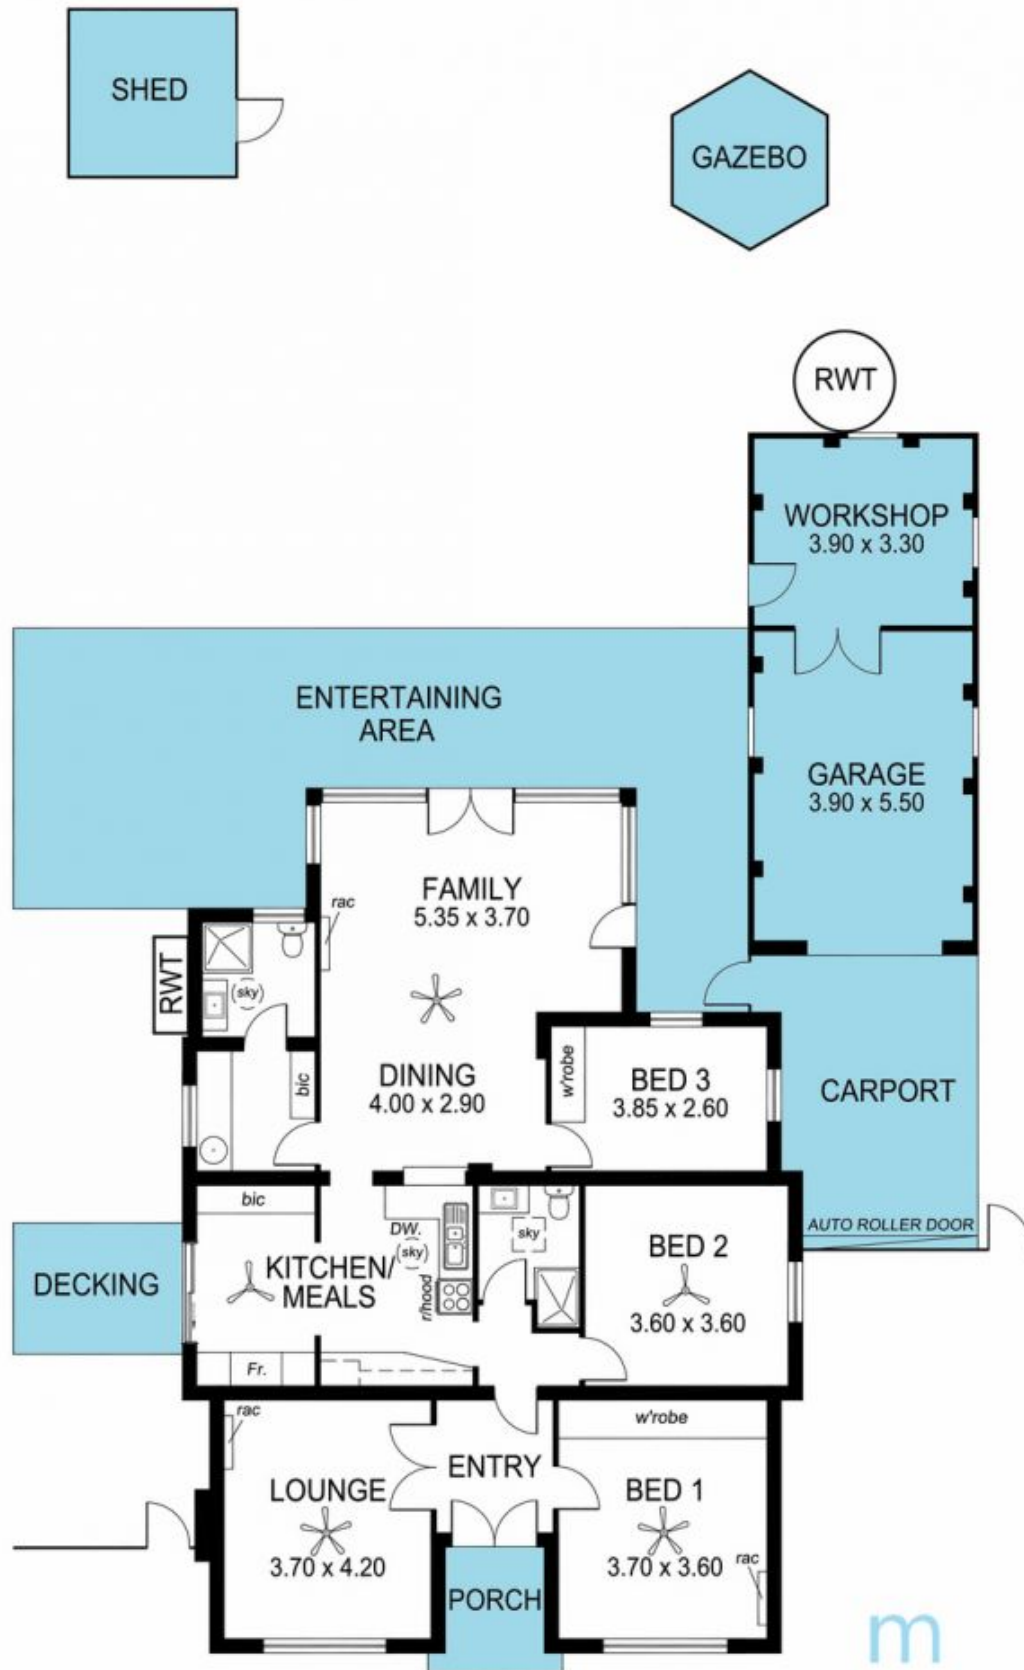 SHED
GAZEBO
RWT
WORKSHOP
3.90 x 3.30
ENTERTAINING
AREA
GARAGE
3.90 x 5.50
FAMILY
5.35 x 3.70
rac
RWT
(sky)
bic
DINING
4.00 x 2.90
w'robe
BED 3
3.85 x 2.60
CARPORT
AUTO ROLLER DOOR
bic
DW.
(sky)
sky
BED 2
3.60 x 3.60
DECKING
KITCHEN/
MEALS
r/hood
Fr.
rac
w'robe
ENTRY
LOUNGE
3.70 x 4.20
BED 1
3.70 x 3.60
rac
PORCH
m